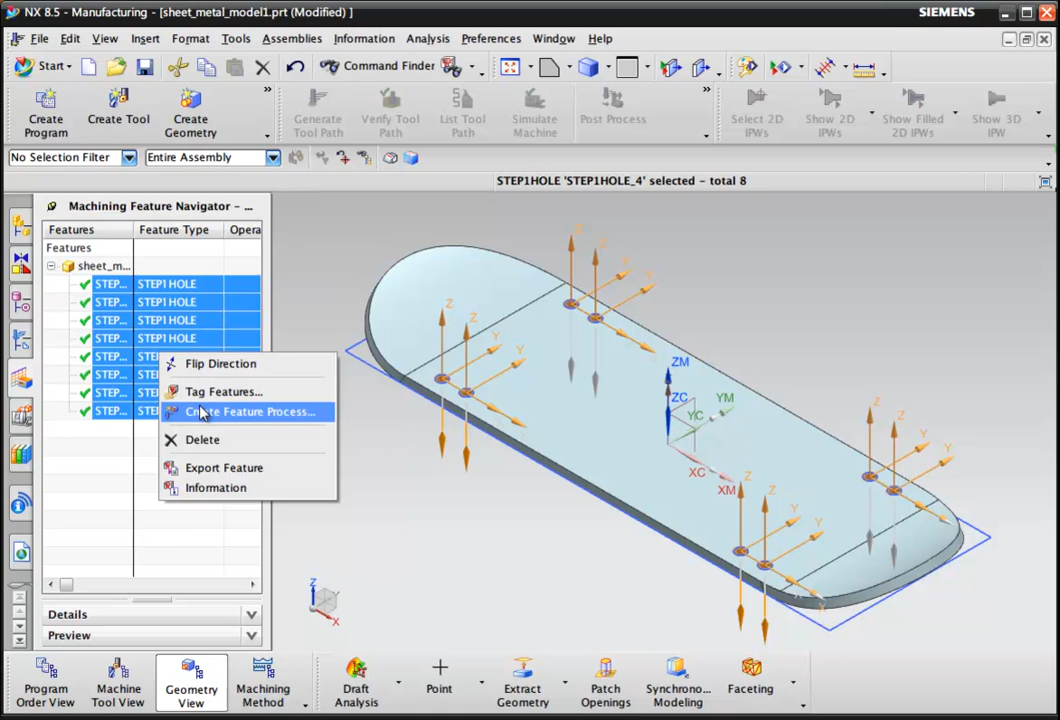 NX 8.5 - Manufacturing - [sheet_metal_model1.prt (Modified) ]
SIEMENS
File Edit View Insert Format Tools Assemblies Information Analysis Preferences Window Help
Start Command Finder
Create Program
Create Tool
Create Geometry
Generate Tool Path
Verify Tool Path
List Tool Path
Simulate Machine
Post Process
Select 2D IPWs
Show 2D IPWs
Show Filled 2D IPWs
Show 3D IPW
No Selection Filter
Entire Assembly
STEP1HOLE 'STEP1HOLE_4' selected - total 8
Machining Feature Navigator - ...
Features Feature Type Opera
Features
sheet_m...
STEP... STEP1HOLE
STEP... STEP1HOLE
STEP... STEP1HOLE
STEP... STEP1HOLE
STEP...
STEP...
STEP...
STEP...
Flip Direction
Tag Features...
Create Feature Process...
Delete
Export Feature
Information
Details
Preview
Z
Z
Y
Y
Z
Z
Y
Y
ZM
ZC
YM
YC
XC
XM
Z
Z
Y
Y
Z
Z
Y
Y
Y
Z
X
Program Order View
Machine Tool View
Geometry View
Machining Method
Draft Analysis
Point
Extract Geometry
Patch Openings
Synchrono... Modeling
Faceting